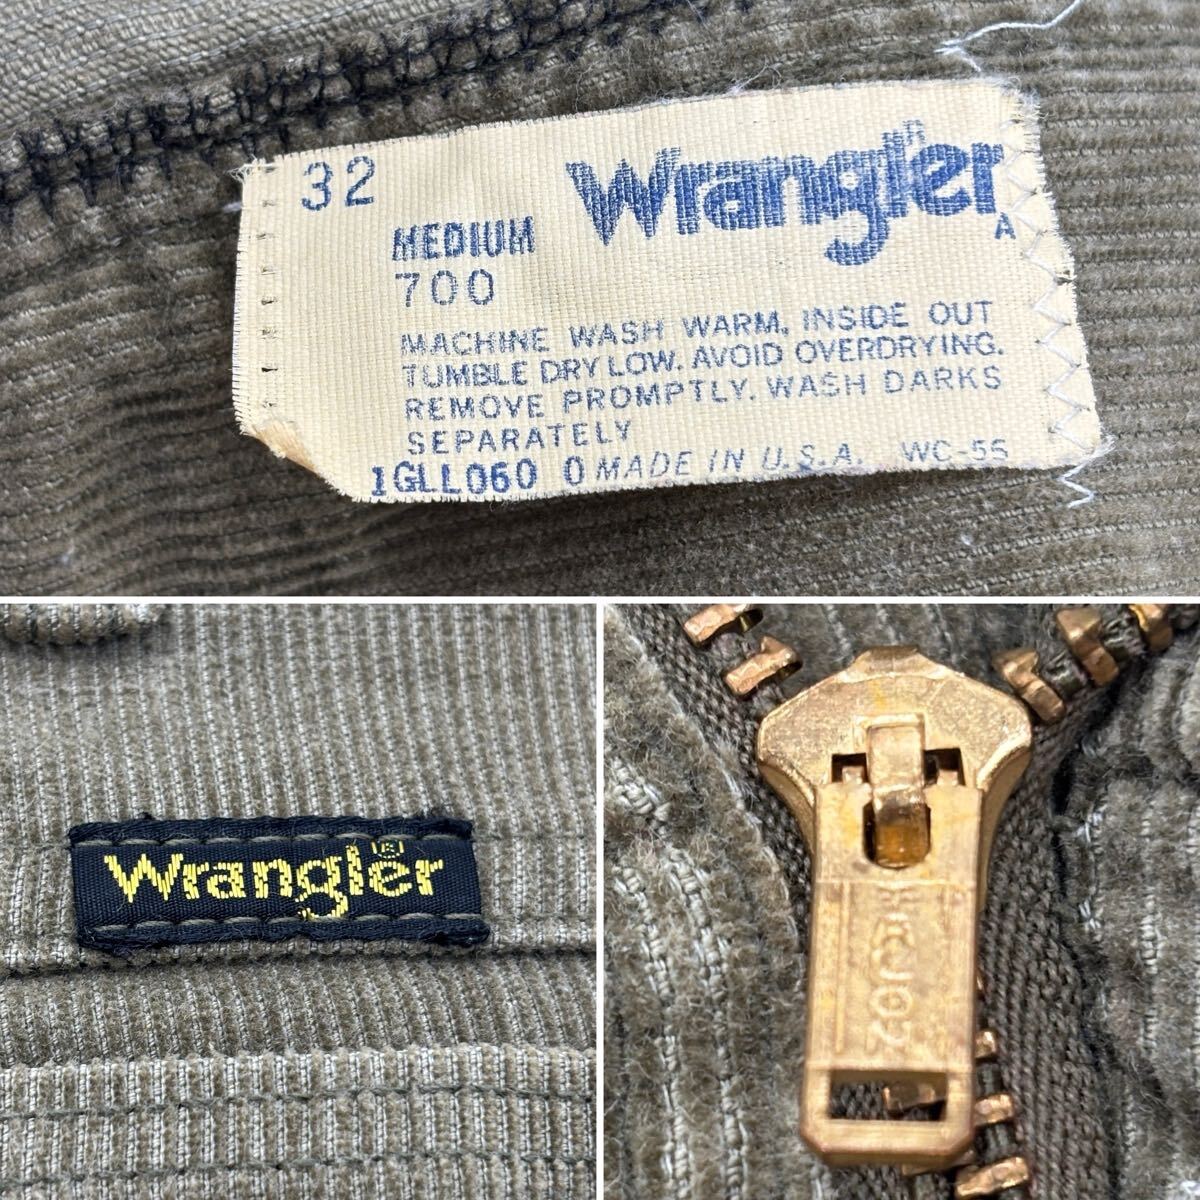 32
Wrangler
R
MEDIUM
A
700
MACHINE WASH WARM. INSIDE OUT
TUMBLE DRY LOW. AVOID OVERDRYING.
REMOVE PROMPTLY. WASH DARKS
SEPARATELY
1GLL060 0 MADE IN U.S.A. WC-55
Wrangler®
TALON